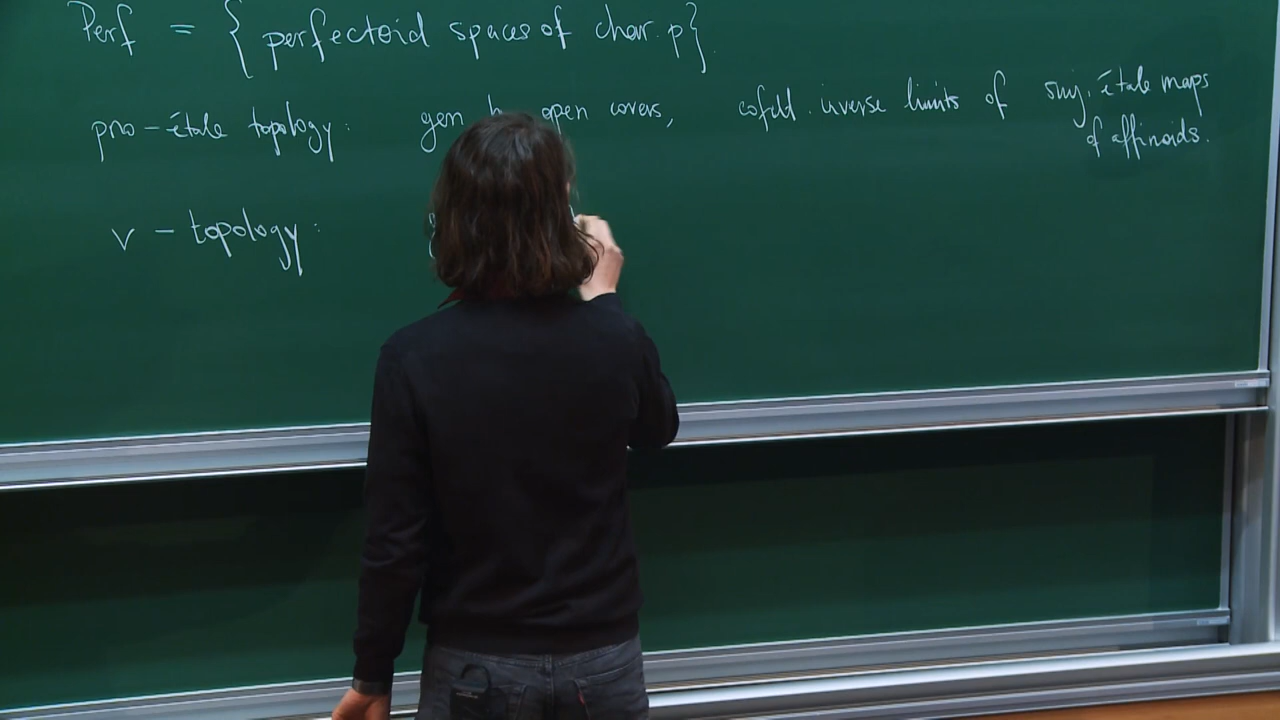 Perf = { perfectoid spaces of char. p }.
pro-étale topology: gen open covers, cofilt. inverse limits of surj. étale maps
of affinoids.
v - topology: